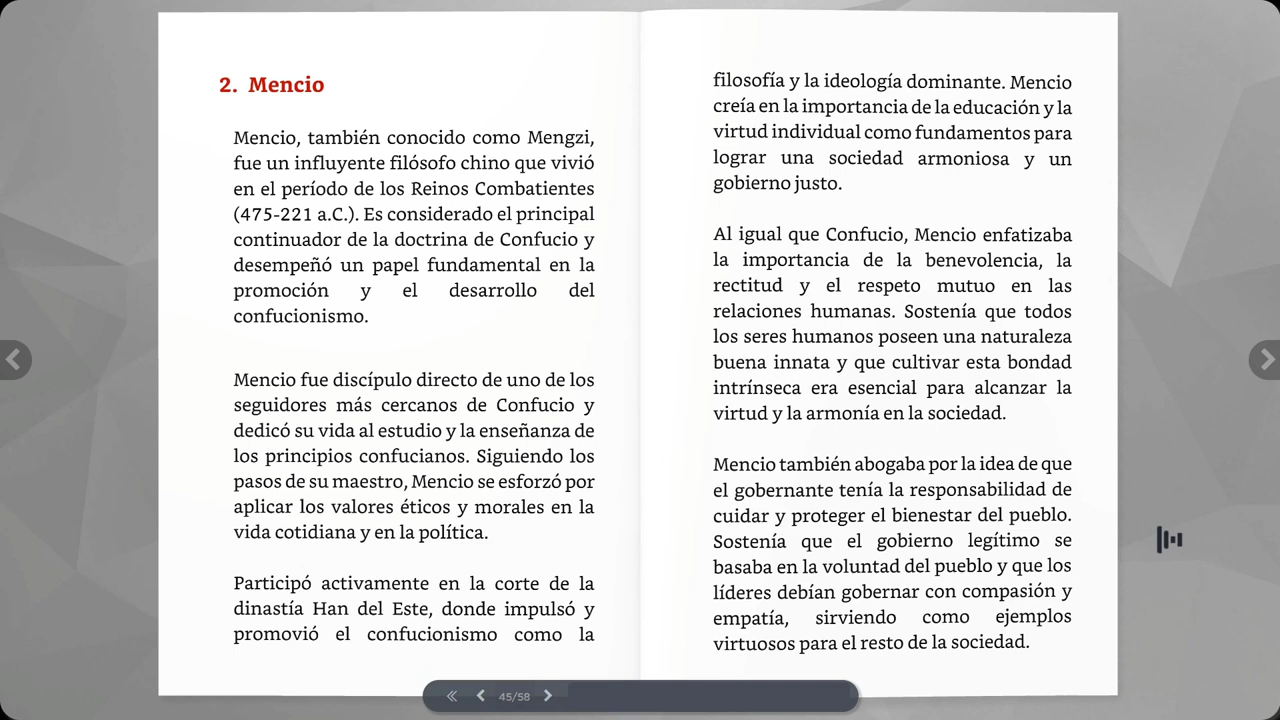 2. Mencio
Mencio, también conocido como Mengzi,
fue un influyente filósofo chino que vivió
en el período de los Reinos Combatientes
(475-221 a.C.). Es considerado el principal
continuador de la doctrina de Confucio y
desempeñó un papel fundamental en la
promoción y el desarrollo del
confucionismo.
Mencio fue discípulo directo de uno de los
seguidores más cercanos de Confucio y
dedicó su vida al estudio y la enseñanza de
los principios confucianos. Siguiendo los
pasos de su maestro, Mencio se esforzó por
aplicar los valores éticos y morales en la
vida cotidiana y en la política.
Participó activamente en la corte de la
dinastía Han del Este, donde impulsó y
promovió el confucionismo como la
filosofía y la ideología dominante. Mencio
creía en la importancia de la educación y la
virtud individual como fundamentos para
lograr una sociedad armoniosa y un
gobierno justo.
Al igual que Confucio, Mencio enfatizaba
la importancia de la benevolencia, la
rectitud y el respeto mutuo en las
relaciones humanas. Sostenía que todos
los seres humanos poseen una naturaleza
buena innata y que cultivar esta bondad
intrínseca era esencial para alcanzar la
virtud y la armonía en la sociedad.
Mencio también abogaba por la idea de que
el gobernante tenía la responsabilidad de
cuidar y proteger el bienestar del pueblo.
Sostenía que el gobierno legítimo se
basaba en la voluntad del pueblo y que los
líderes debían gobernar con compasión y
empatía, sirviendo como ejemplos
virtuosos para el resto de la sociedad.
45/58